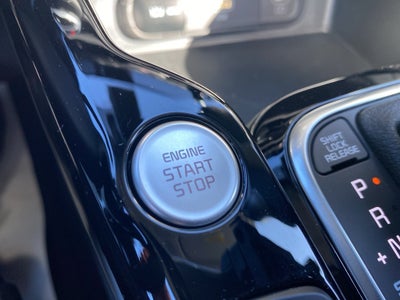 ENGINE
START
STOP
SHIFT
LOCK
RELEASE
P
R
+ N